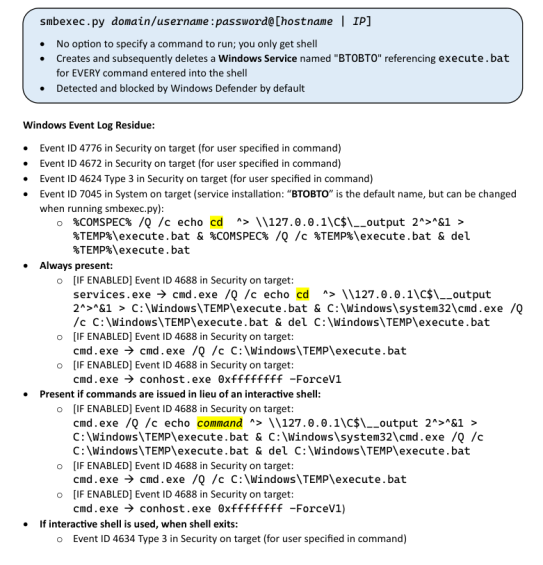 smbexec.py domain/username:password@[hostname | IP]
• No option to specify a command to run; you only get shell
• Creates and subsequently deletes a Windows Service named "BTOBTO" referencing execute.bat
for EVERY command entered into the shell
• Detected and blocked by Windows Defender by default
Windows Event Log Residue:
• Event ID 4776 in Security on target (for user specified in command)
• Event ID 4672 in Security on target (for user specified in command)
• Event ID 4624 Type 3 in Security on target (for user specified in command)
• Event ID 7045 in System on target (service installation: “BTOBTO” is the default name, but can be changed
when running smbexec.py):
o %COMSPEC% /Q /c echo cd ^> \\127.0.0.1\C$\__output 2^>^&1 >
%TEMP%\execute.bat & %COMSPEC% /Q /c %TEMP%\execute.bat & del
%TEMP%\execute.bat
• Always present:
o [IF ENABLED] Event ID 4688 in Security on target:
services.exe → cmd.exe /Q /c echo cd ^> \\127.0.0.1\C$\__output
2^>^&1 > C:\Windows\TEMP\execute.bat & C:\Windows\system32\cmd.exe /Q
/c C:\Windows\TEMP\execute.bat & del C:\Windows\TEMP\execute.bat
o [IF ENABLED] Event ID 4688 in Security on target:
cmd.exe → cmd.exe /Q /c C:\Windows\TEMP\execute.bat
o [IF ENABLED] Event ID 4688 in Security on target:
cmd.exe → conhost.exe 0xffffffff -ForceV1
• Present if commands are issued in lieu of an interactive shell:
o [IF ENABLED] Event ID 4688 in Security on target:
cmd.exe /Q /c echo command ^> \\127.0.0.1\C$\__output 2^>^&1 >
C:\Windows\TEMP\execute.bat & C:\Windows\system32\cmd.exe /Q /c
C:\Windows\TEMP\execute.bat & del C:\Windows\TEMP\execute.bat
o [IF ENABLED] Event ID 4688 in Security on target:
cmd.exe → cmd.exe /Q /c C:\Windows\TEMP\execute.bat
o [IF ENABLED] Event ID 4688 in Security on target:
cmd.exe → conhost.exe 0xffffffff -ForceV1)
• If interactive shell is used, when shell exits:
o Event ID 4634 Type 3 in Security on target (for user specified in command)